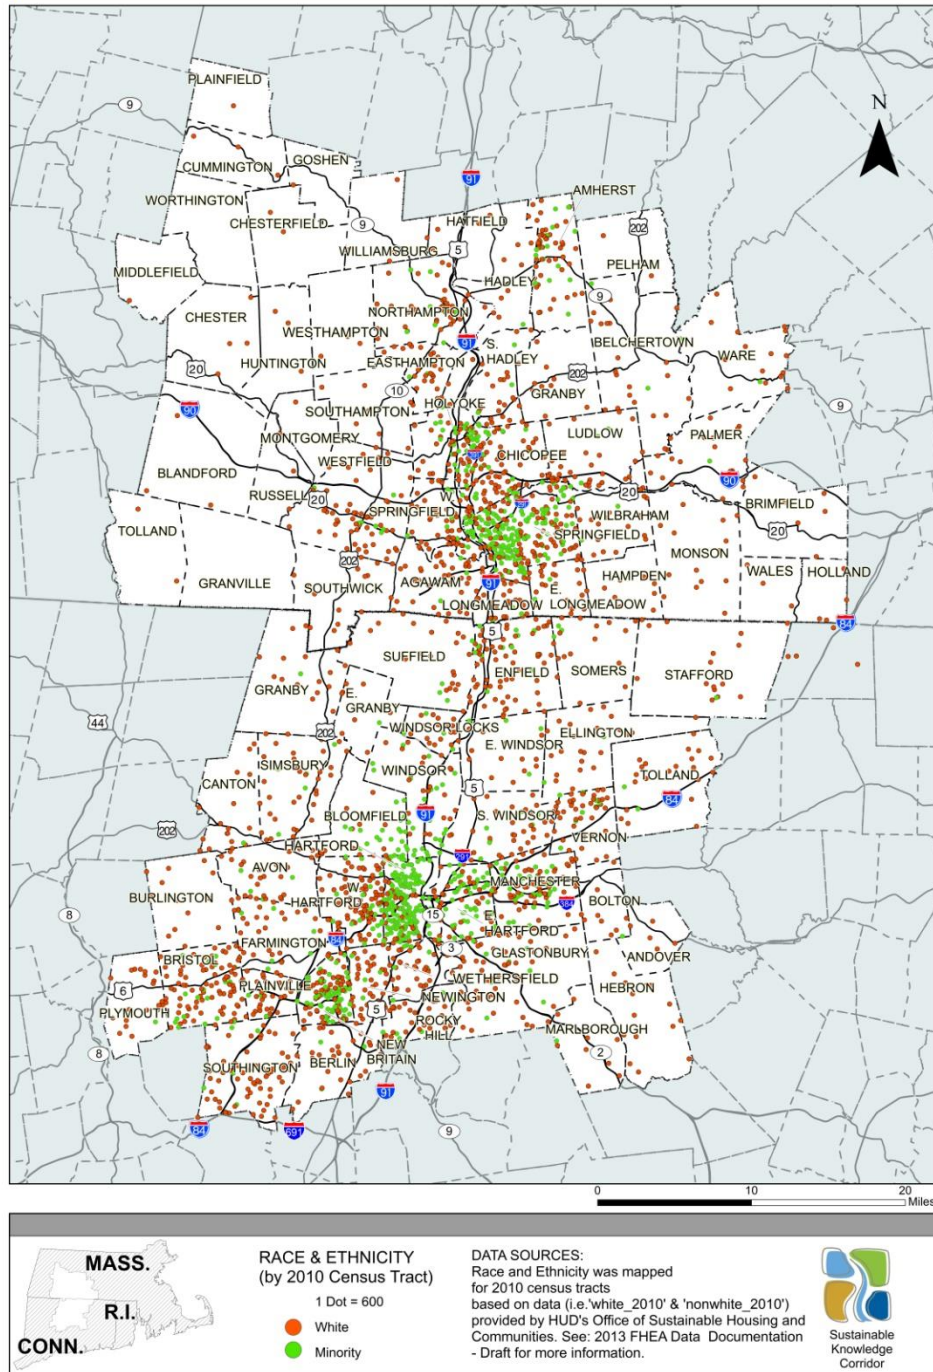 PLAINFIELD
9
N
CUMMINGTON
GOSHEN
91
AMHERST
WORTHINGTON
CHESTERFIELD
HATFIELD
9
5
202
WILLIAMSBURG
PELHAM
MIDDLEFIELD
HADLEY
9
CHESTER
NORTHAMPTON
WESTHAMPTON
91
S.
HADLEY
BELCHERTOWN
WARE
HUNTINGTON
EASTHAMPTON
20
202
10
GRANBY
9
90
SOUTHAMPTON
HOLYOKE
MONTGOMERY
LUDLOW
PALMER
WESTFIELD
CHICOPEE
BLANDFORD
90
RUSSELL
20
W.
SPRINGFIELD
20
BRIMFIELD
WILBRAHAM
TOLLAND
SPRINGFIELD
20
MONSON
202
GRANVILLE
SOUTHWICK
AGAWAM
91
E.
LONGMEADOW
HAMPDEN
WALES
HOLLAND
LONGMEADOW
84
5
SUFFIELD
ENFIELD
SOMERS
STAFFORD
GRANBY
E.
GRANBY
44
202
WINDSOR LOCKS
E. WINDSOR
ELLINGTON
SIMSBURY
WINDSOR
TOLLAND
CANTON
5
84
BLOOMFIELD
91
S. WINDSOR
202
VERNON
HARTFORD
291
AVON
BURLINGTON
W.
HARTFORD
MANCHESTER
384
BOLTON
8
15
E.
HARTFORD
FARMINGTON
84
3
GLASTONBURY
ANDOVER
BRISTOL
WETHERSFIELD
6
PLAINVILLE
HEBRON
PLYMOUTH
NEWINGTON
5
ROCKY
HILL
MARLBOROUGH
8
NEW
BRITAIN
2
SOUTHINGTON
BERLIN
91
84
691
9
0 10 20
Miles
MASS.
R.I.
CONN.
RACE & ETHNICITY
(by 2010 Census Tract)
1 Dot = 600
White
Minority
DATA SOURCES:
Race and Ethnicity was mapped
for 2010 census tracts
based on data (i.e.'white_2010' & 'nonwhite_2010')
provided by HUD's Office of Sustainable Housing and
Communities. See: 2013 FHEA Data Documentation
- Draft for more information.
Sustainable
Knowledge
Corridor